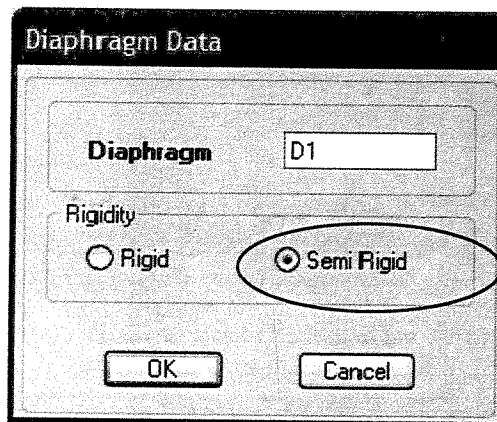 Diaphragm Data
Diaphragm D1
Rigidity
Rigid Semi Rigid
OK Cancel